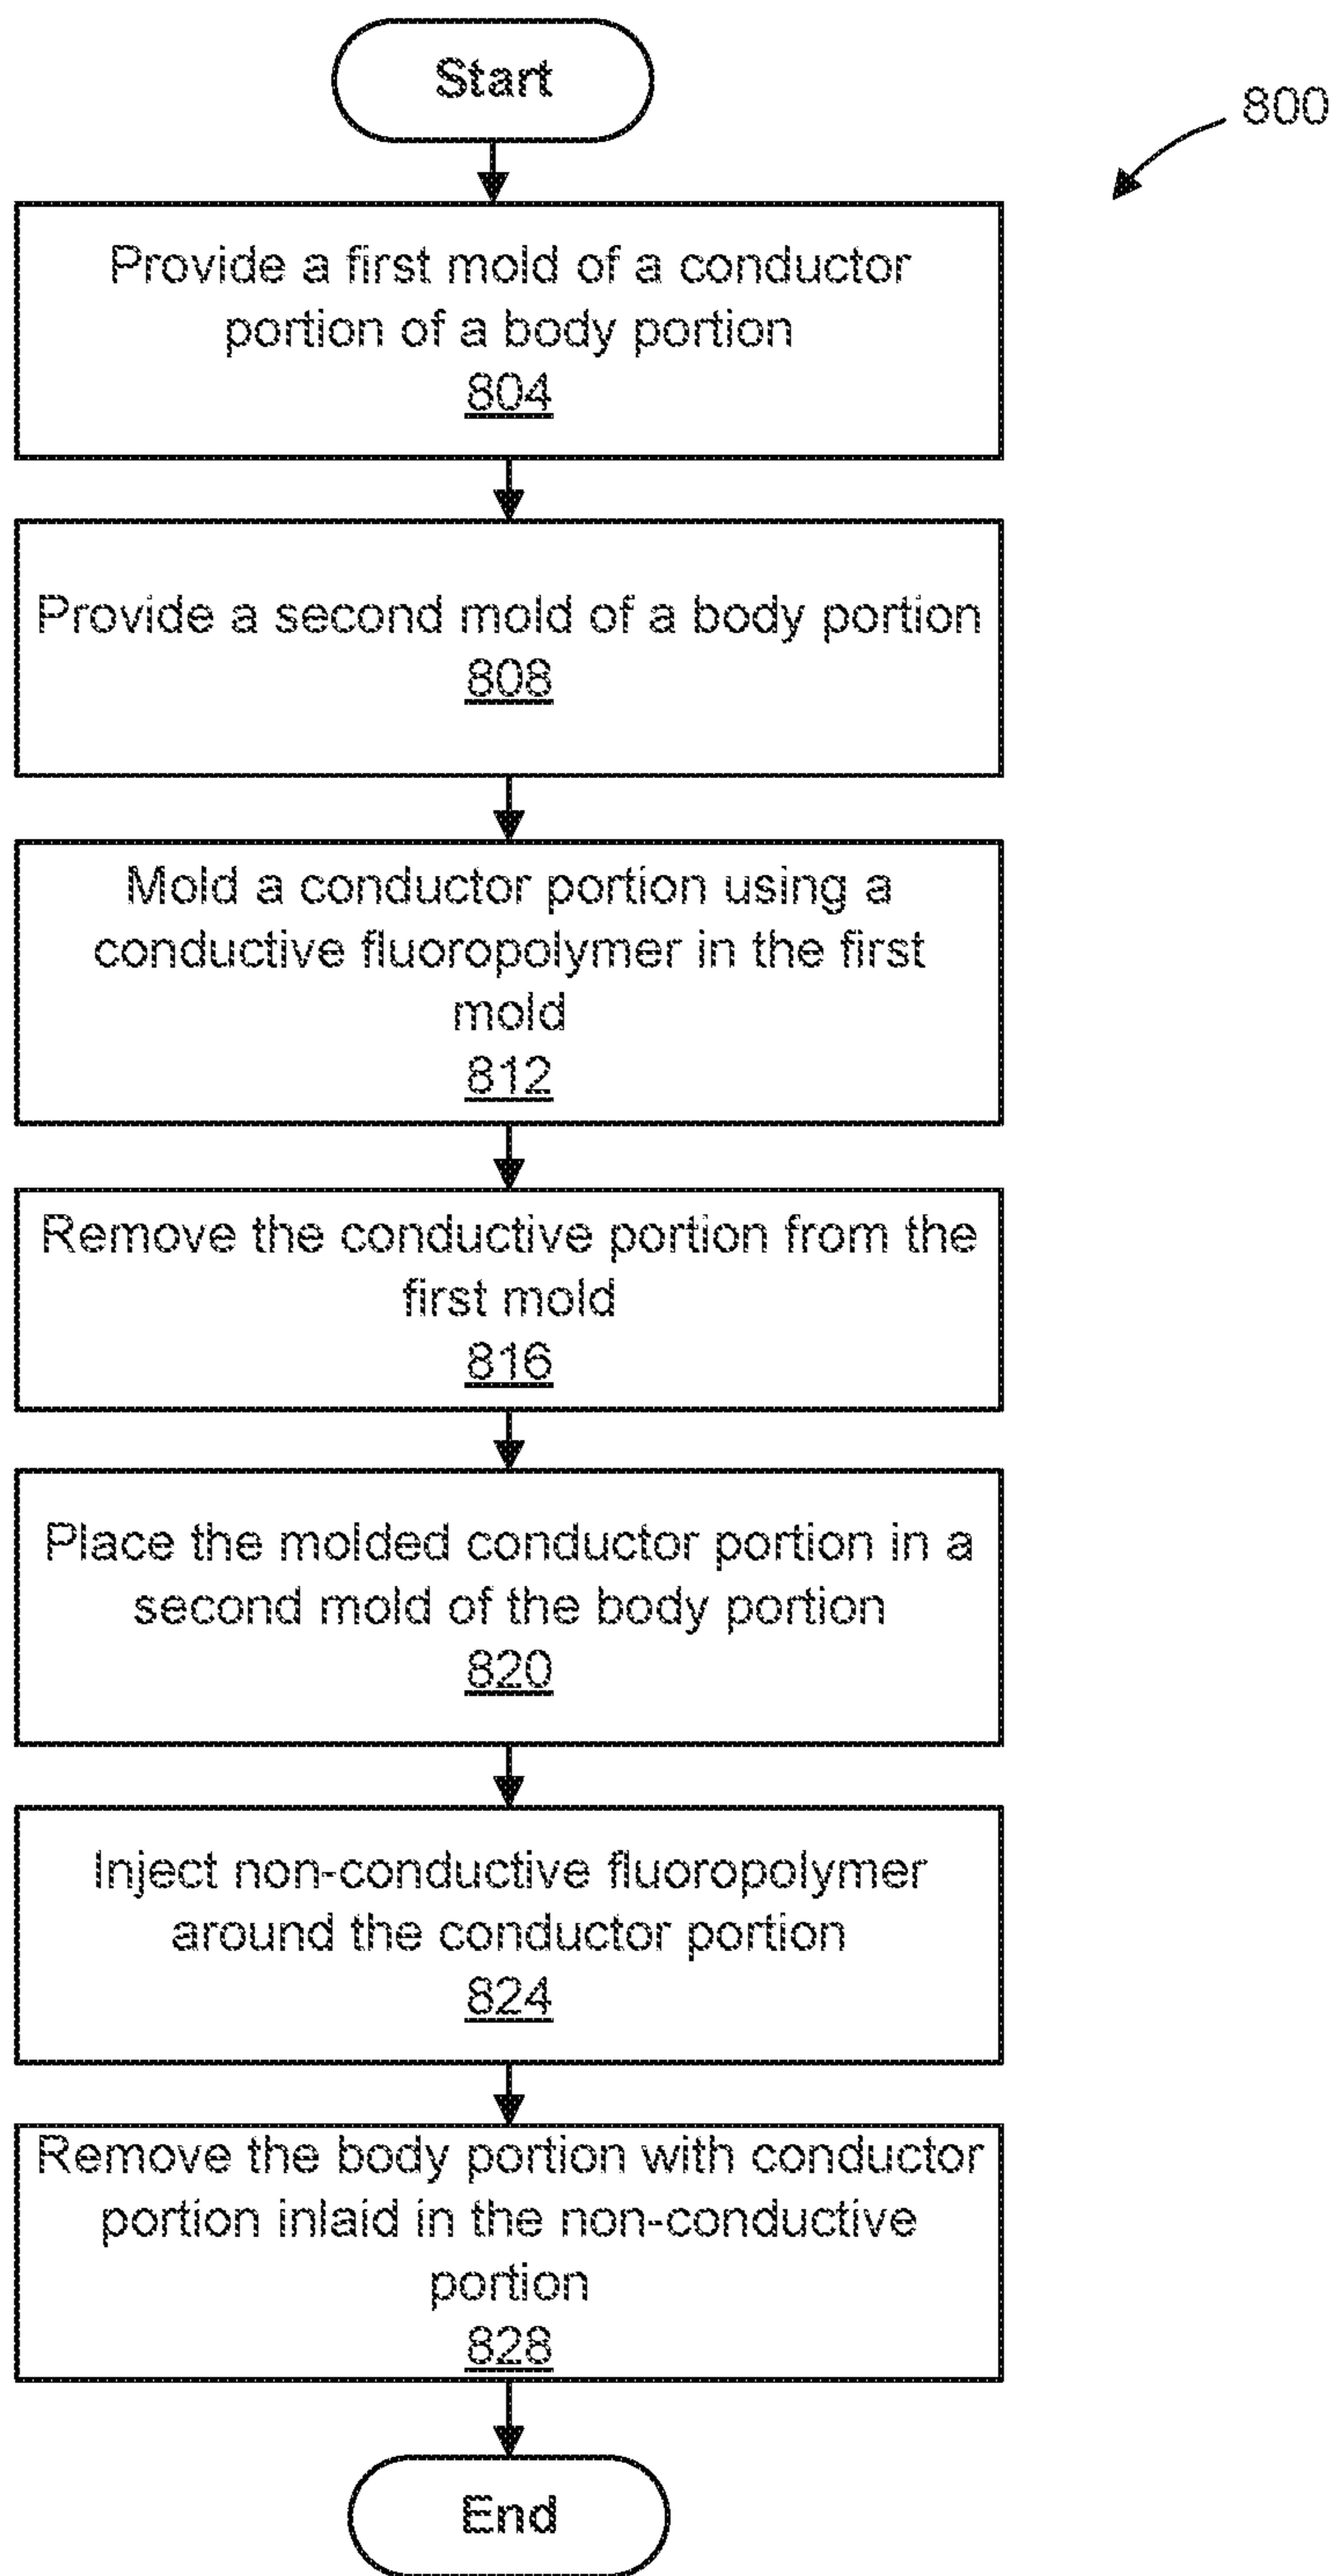 Start
800
Provide a first mold of a conductor
portion of a body portion
804
Provide a second mold of a body portion
808
Mold a conductor portion using a
conductive fluoropolymer in the first
mold
812
Remove the conductive portion from the
first mold
816
Place the molded conductor portion in a
second mold of the body portion
820
Inject non-conductive fluoropolymer
around the conductor portion
824
Remove the body portion with conductor
portion inlaid in the non-conductive
portion
828
End